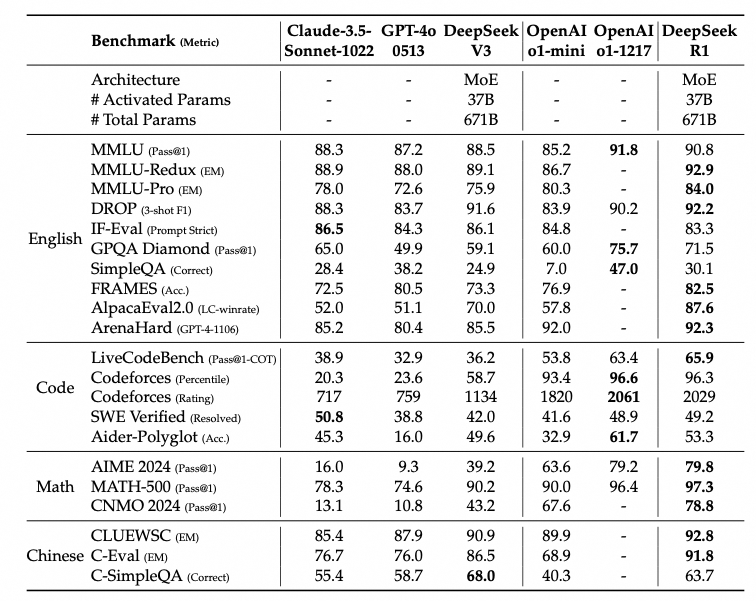 Benchmark (Metric) Claude-3.5- GPT-4o DeepSeek OpenAI OpenAI DeepSeek
Sonnet-1022 0513 V3 o1-mini o1-1217 R1
Architecture - - MoE - - MoE
# Activated Params - - 37B - - 37B
# Total Params - - 671B - - 671B
English
MMLU (Pass@1) 88.3 87.2 88.5 85.2 91.8 90.8
MMLU-Redux (EM) 88.9 88.0 89.1 86.7 - 92.9
MMLU-Pro (EM) 78.0 72.6 75.9 80.3 - 84.0
DROP (3-shot F1) 88.3 83.7 91.6 83.9 90.2 92.2
IF-Eval (Prompt Strict) 86.5 84.3 86.1 84.8 - 83.3
GPQA Diamond (Pass@1) 65.0 49.9 59.1 60.0 75.7 71.5
SimpleQA (Correct) 28.4 38.2 24.9 7.0 47.0 30.1
FRAMES (Acc.) 72.5 80.5 73.3 76.9 - 82.5
AlpacaEval2.0 (LC-winrate) 52.0 51.1 70.0 57.8 - 87.6
ArenaHard (GPT-4-1106) 85.2 80.4 85.5 92.0 - 92.3
Code
LiveCodeBench (Pass@1-COT) 38.9 32.9 36.2 53.8 63.4 65.9
Codeforces (Percentile) 20.3 23.6 58.7 93.4 96.6 96.3
Codeforces (Rating) 717 759 1134 1820 2061 2029
SWE Verified (Resolved) 50.8 38.8 42.0 41.6 48.9 49.2
Aider-Polyglot (Acc.) 45.3 16.0 49.6 32.9 61.7 53.3
Math
AIME 2024 (Pass@1) 16.0 9.3 39.2 63.6 79.2 79.8
MATH-500 (Pass@1) 78.3 74.6 90.2 90.0 96.4 97.3
CNMO 2024 (Pass@1) 13.1 10.8 43.2 67.6 - 78.8
Chinese
CLUEWSC (EM) 85.4 87.9 90.9 89.9 - 92.8
C-Eval (EM) 76.7 76.0 86.5 68.9 - 91.8
C-SimpleQA (Correct) 55.4 58.7 68.0 40.3 - 63.7